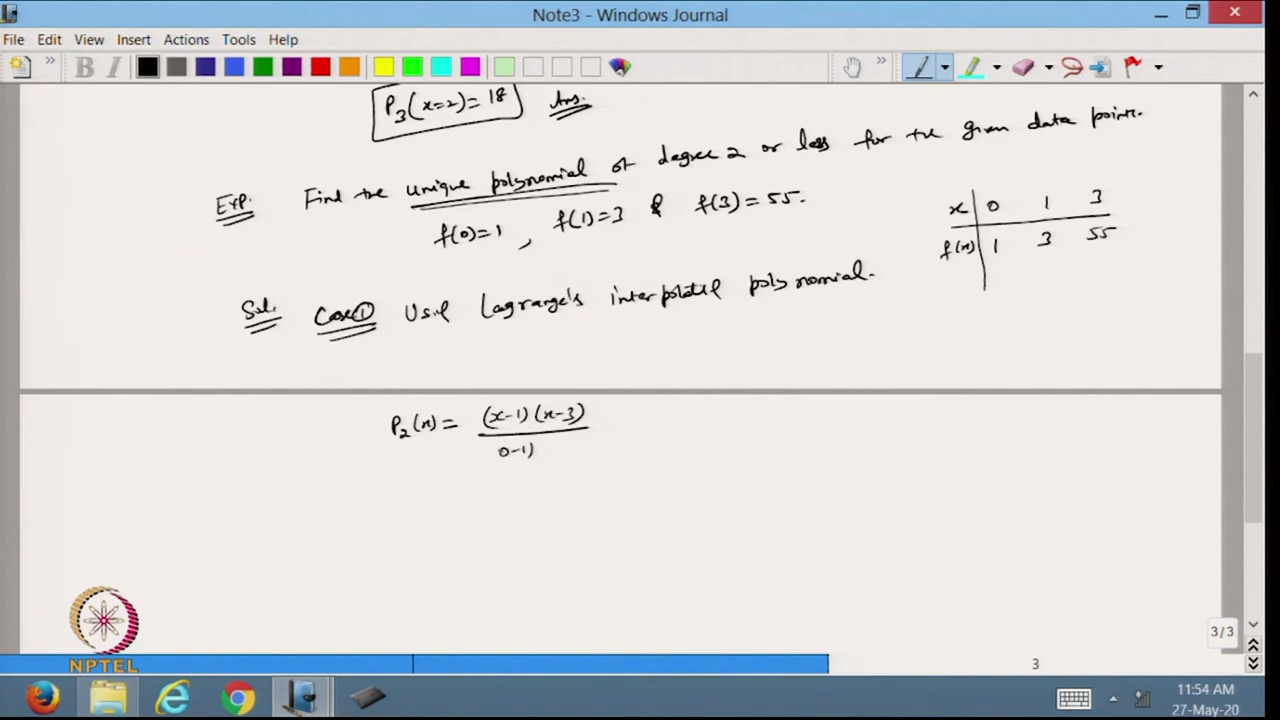 Note3 - Windows Journal
File Edit View Insert Actions Tools Help
P₃(x=2) = 18 Ans.
Exp. Find the unique polynomial of degree 2 or less for the given data points.
f(0)=1, f(1)=3 & f(3)=55.
x 0 1 3
f(x) 1 3 55
Sol. Case① Using Lagrange's interpolating polynomial.
P₂(x) = (x-1)(x-3)
0-1)
3/3
NPTEL
3
11:54 AM
27-May-20